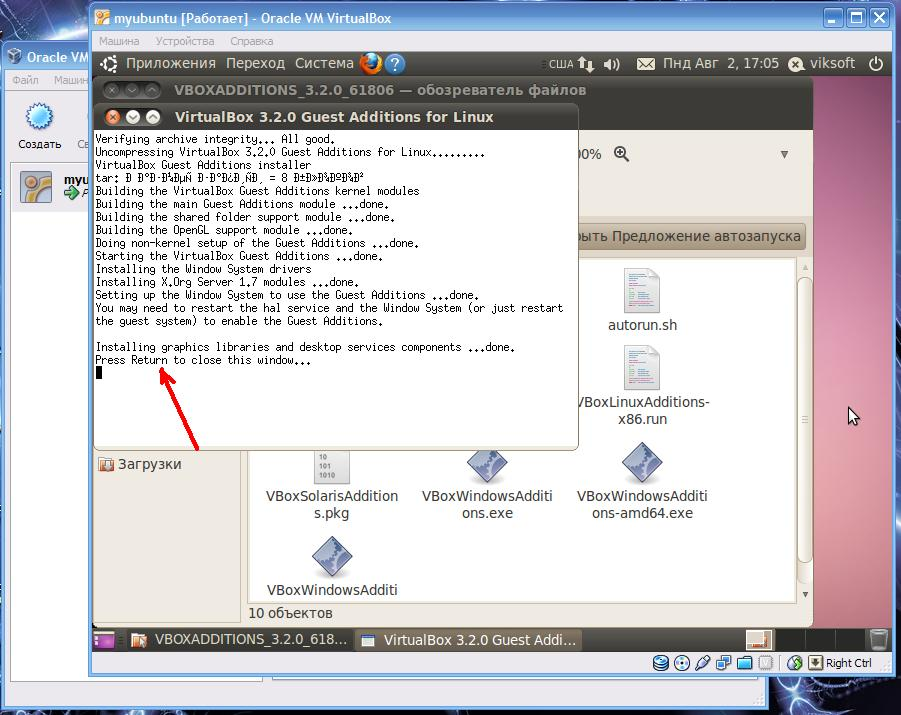 myubuntu [Работает] - Oracle VM VirtualBox
Машина Устройства Справка
Oracle VM
Файл Машин
Создать
myu
Приложения Переход Система США Пнд Авг 2, 17:05 viksoft
VBOXADDITIONS_3.2.0_61806 — обозреватель файлов
VirtualBox 3.2.0 Guest Additions for Linux
Verifying archive integrity... All good.
Uncompressing VirtualBox 3.2.0 Guest Additions for Linux.........
VirtualBox Guest Additions installer
tar:
Building the VirtualBox Guest Additions kernel modules
Building the main Guest Additions module ...done.
Building the shared folder support module ...done.
Building the OpenGL support module ...done.
Doing non-kernel setup of the Guest Additions ...done.
Starting the VirtualBox Guest Additions ...done.
Installing the Window System drivers
Installing X.Org Server 1.7 modules ...done.
Setting up the Window System to use the Guest Additions ...done.
You may need to restart the hal service and the Window System (or just restart
the guest system) to enable the Guest Additions.
Installing graphics libraries and desktop services components ...done.
Press Return to close this window...
00%
рыть Предложение автозапуска
autorun.sh
VBoxLinuxAdditions-
x86.run
Загрузки
10
101
1010
VBoxSolarisAddition
s.pkg
VBoxWindowsAdditi
ons.exe
VBoxWindowsAdditi
ons-amd64.exe
VBoxWindowsAdditi
10 объектов
VBOXADDITIONS_3.2.0_618... VirtualBox 3.2.0 Guest Addi...
Right Ctrl